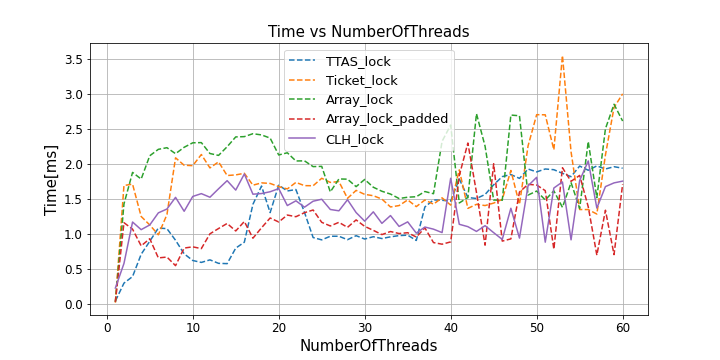 Time vs NumberOfThreads
TTAS_lock
Ticket_lock
Array_lock
Array_lock_padded
CLH_lock
Time[ms]
3.5
3.0
2.5
2.0
1.5
1.0
0.5
0.0
0 10 20 30 40 50 60
NumberOfThreads